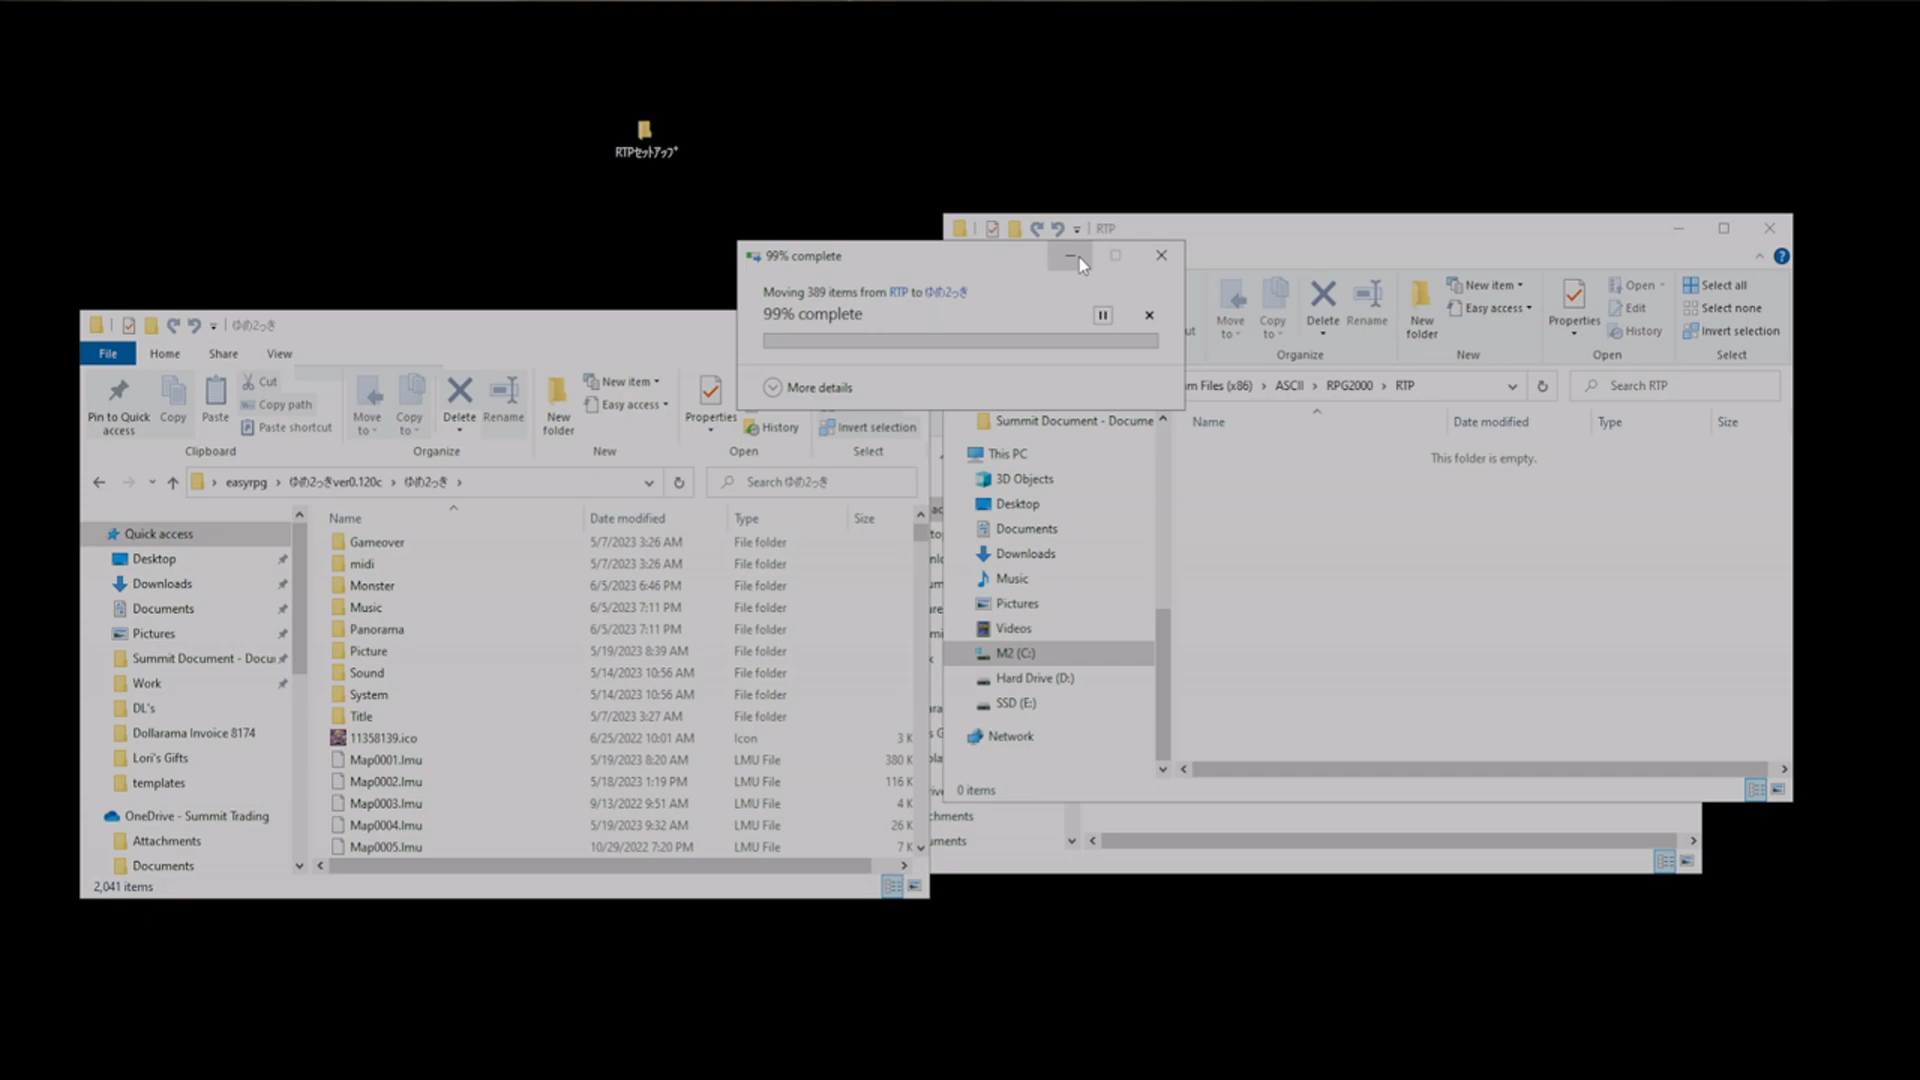 RTPセットアップ
RTP
99% complete
Moving 389 items from RTP to ゆめ2っき
99% complete
More details
Move to
Copy to
Delete
Rename
New folder
New item
Easy access
Properties
Open
Edit
History
Select all
Select none
Invert selection
Organize
New
Open
Select
m Files (x86) > ASCII > RPG2000 > RTP
Search RTP
Name
Date modified
Type
Size
This folder is empty.
Summit Document - Docume
This PC
3D Objects
Desktop
Documents
Downloads
Music
Pictures
Videos
M2 (C:)
Hard Drive (D:)
SSD (E:)
Network
0 items
ゆめ2っき
File
Home
Share
View
Pin to Quick access
Copy
Paste
Cut
Copy path
Paste shortcut
Move to
Copy to
Delete
Rename
New folder
New item
Easy access
Properties
History
Invert selection
Clipboard
Organize
New
Open
Select
easyrpg > ゆめ2っきver0.120c > ゆめ2っき >
Search ゆめ2っき
Quick access
Desktop
Downloads
Documents
Pictures
Summit Document - Docur
Work
DL's
Dollarama Invoice 8174
Lori's Gifts
templates
OneDrive - Summit Trading
Attachments
Documents
Name Date modified Type Size
Gameover 5/7/2023 3:26 AM File folder
midi 5/7/2023 3:26 AM File folder
Monster 6/5/2023 6:46 PM File folder
Music 6/5/2023 7:11 PM File folder
Panorama 6/5/2023 7:11 PM File folder
Picture 5/19/2023 8:39 AM File folder
Sound 5/14/2023 10:56 AM File folder
System 5/14/2023 10:56 AM File folder
Title 5/7/2023 3:27 AM File folder
11358139.ico 6/25/2022 10:01 AM Icon 3 K
Map0001.lmu 5/19/2023 8:20 AM LMU File 380 K
Map0002.lmu 5/18/2023 1:19 PM LMU File 116 K
Map0003.lmu 9/13/2022 9:51 AM LMU File 4 K
Map0004.lmu 5/19/2023 9:32 AM LMU File 26 K
Map0005.lmu 10/29/2022 7:20 PM LMU File 7 K
2,041 items
chments
uments